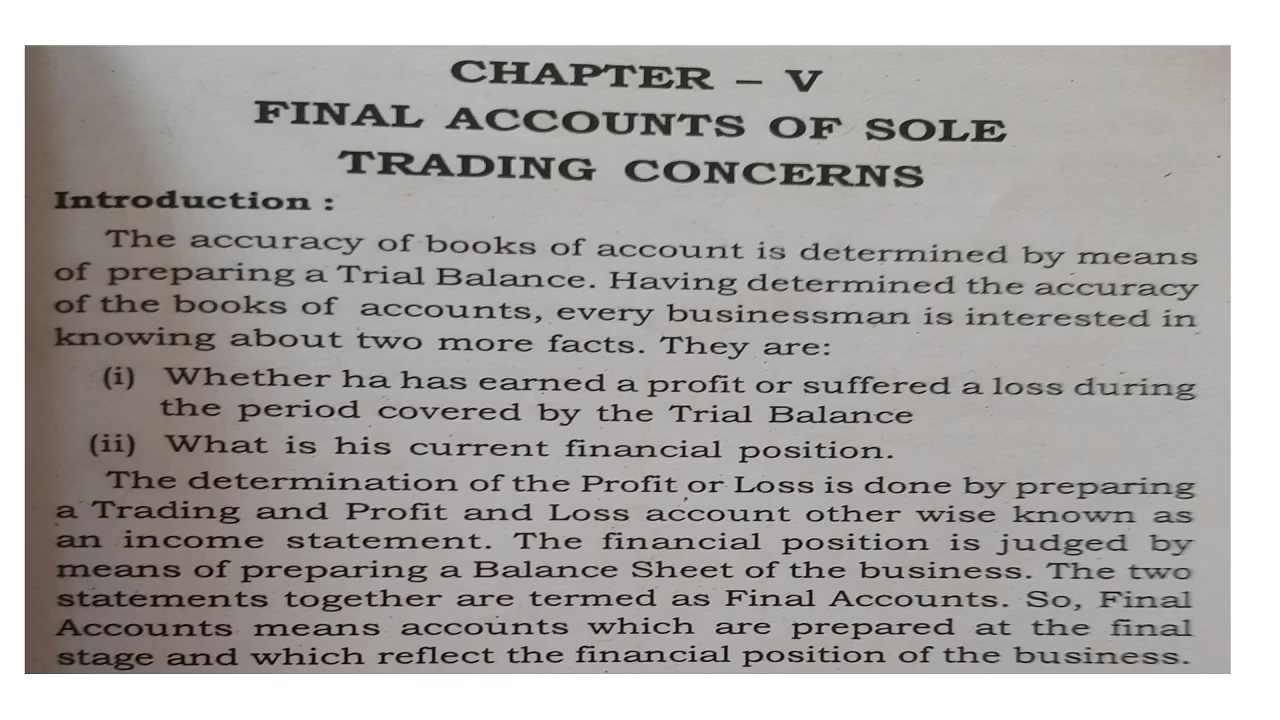 CHAPTER – V
FINAL ACCOUNTS OF SOLE
TRADING CONCERNS
Introduction :
The accuracy of books of account is determined by means
of preparing a Trial Balance. Having determined the accuracy
of the books of accounts, every businessman is interested in
knowing about two more facts. They are:
(i) Whether ha has earned a profit or suffered a loss during
the period covered by the Trial Balance
(ii) What is his current financial position.
The determination of the Profit or Loss is done by preparing
a Trading and Profit and Loss account other wise known as
an income statement. The financial position is judged by
means of preparing a Balance Sheet of the business. The two
statements together are termed as Final Accounts. So, Final
Accounts means accounts which are prepared at the final
stage and which reflect the financial position of the business.